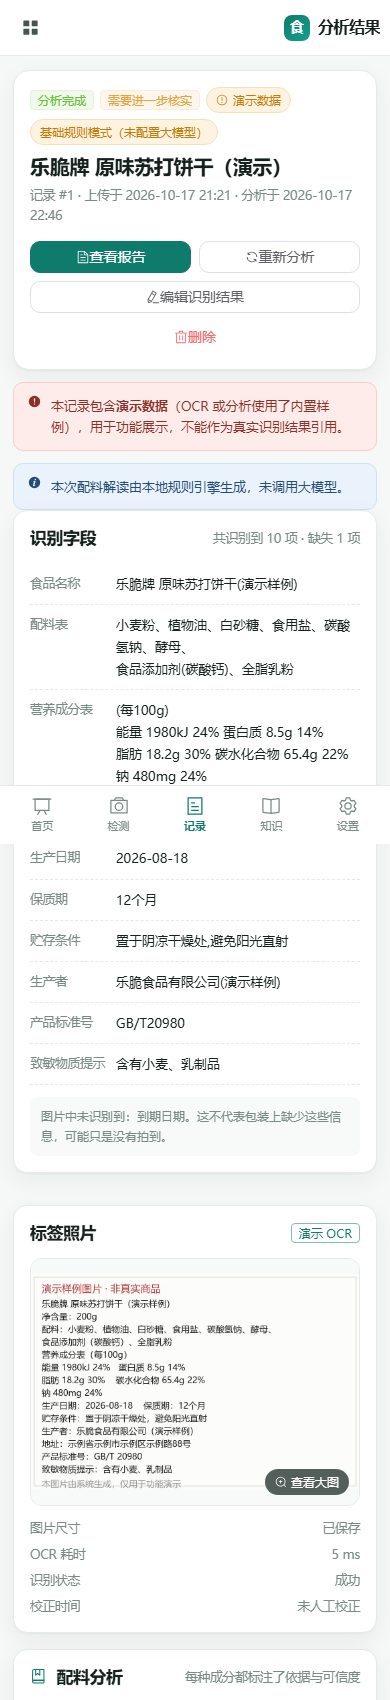 食 分析结果
分析完成 需要进一步核实 演示数据
基础规则模式（未配置大模型）
乐脆牌 原味苏打饼干（演示）
记录 #1 · 上传于 2026-10-17 21:21 · 分析于 2026-10-17
22:46
查看报告 重新分析
编辑识别结果
删除
本记录包含演示数据（OCR 或分析使用了内置样
例），用于功能展示，不能作为真实识别结果引用。
本次配料解读由本地规则引擎生成，未调用大模型。
识别字段 共识别到 10 项 · 缺失 1 项
食品名称 乐脆牌 原味苏打饼干(演示样例)
配料表 小麦粉、植物油、白砂糖、食用盐、碳酸
氢钠、酵母、
食品添加剂(碳酸钙)、全脂乳粉
营养成分表 (每100g)
能量 1980kJ 24% 蛋白质 8.5g 14%
脂肪 18.2g 30% 碳水化合物 65.4g 22%
钠 480mg 24%
首页 检测 记录 知识 设置
生产日期 2026-08-18
保质期 12个月
贮存条件 置于阴凉干燥处,避免阳光直射
生产者 乐脆食品有限公司(演示样例)
产品标准号 GB/T20980
致敏物质提示 含有小麦、乳制品
图片中未识别到：到期日期。这不代表包装上缺少这些信
息，可能只是没有拍到。
标签照片 演示 OCR
演示样例图片 · 非真实商品
乐脆牌 原味苏打饼干（演示样例）
净含量：200g
配料：小麦粉、植物油、白砂糖、食用盐、碳酸氢钠、酵母、
食品添加剂（碳酸钙）、全脂乳粉
营养成分表（每100g）
能量 1980kJ 24% 蛋白质 8.5g 14%
脂肪 18.2g 30% 碳水化合物 65.4g 22%
钠 480mg 24%
生产日期：2026-08-18 保质期：12个月
贮存条件：置于阴凉干燥处，避免阳光直射
生产者：乐脆食品有限公司（演示样例）
地址：示例省示例市示例区示例路88号
产品标准号：GB/T 20980
致敏物质提示：含有小麦、乳制品
本图片由系统生成，仅用于功能演示
查看大图
图片尺寸 已保存
OCR 耗时 5 ms
识别状态 成功
校正时间 未人工校正
配料分析 每种成分都标注了依据与可信度